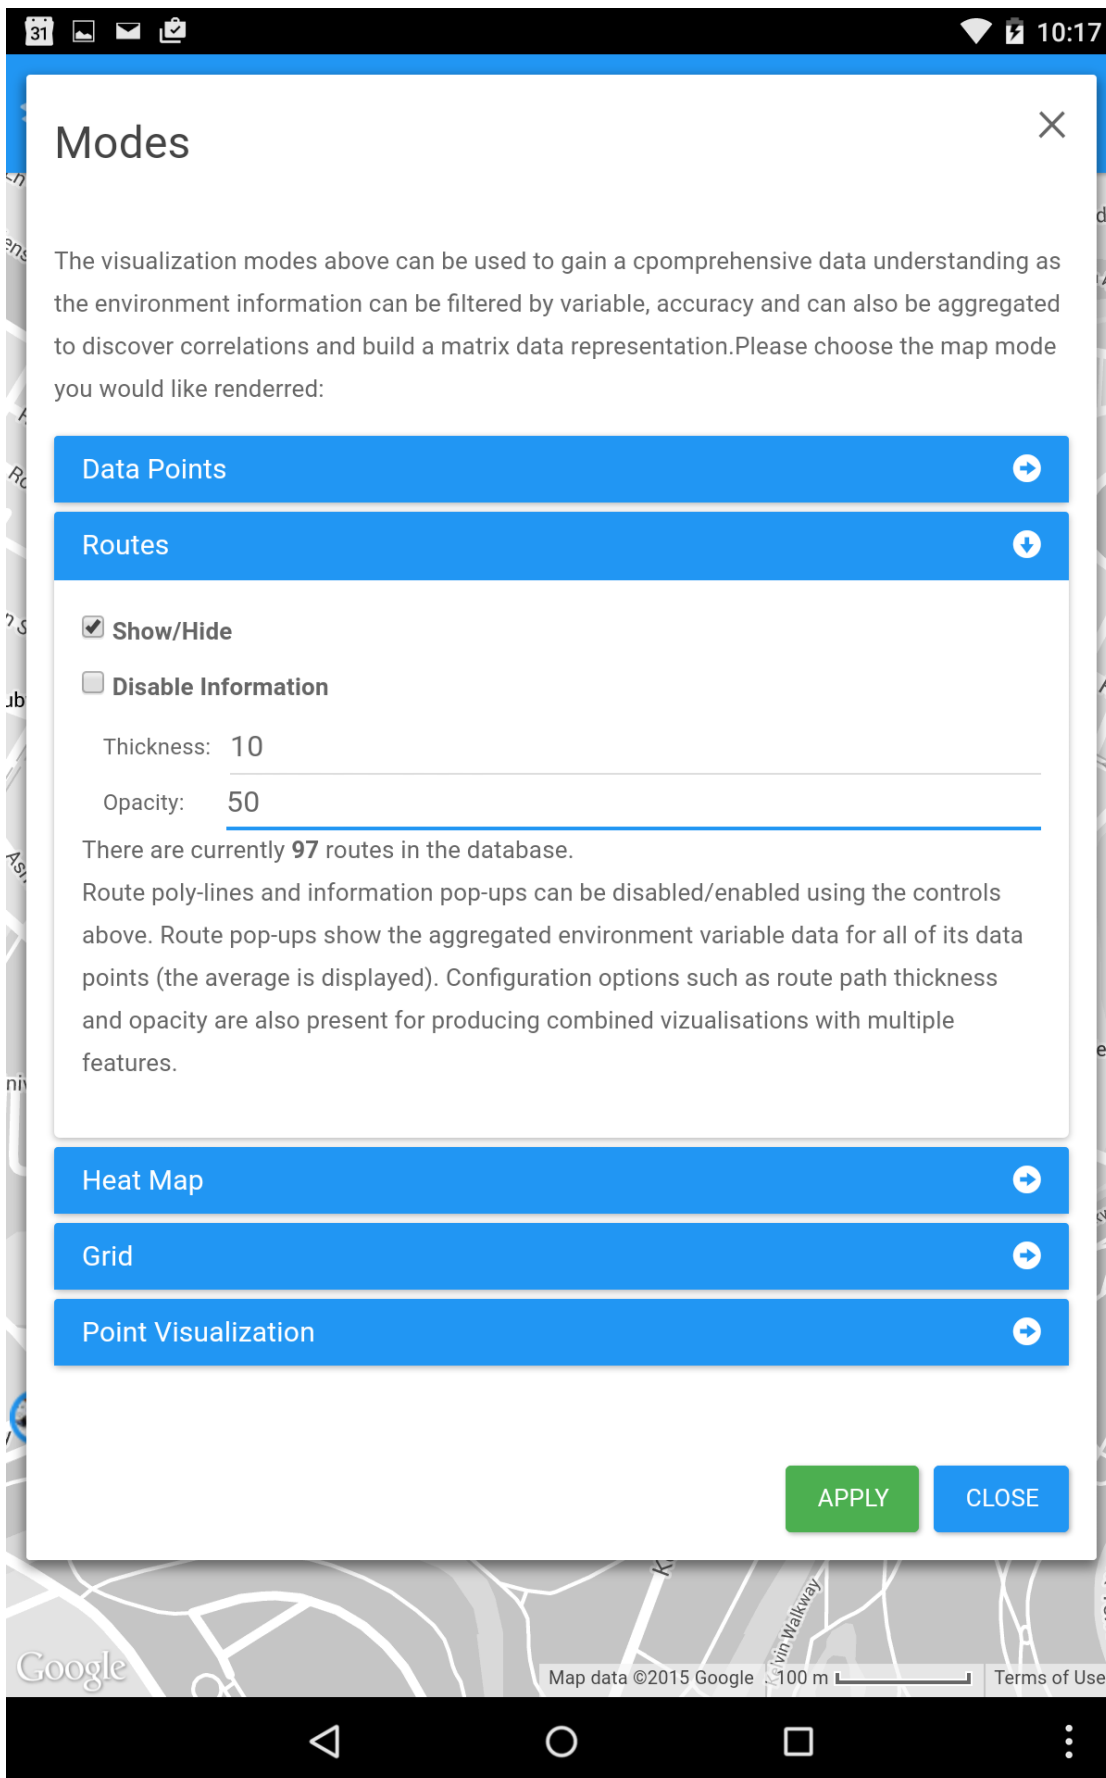 31
10:17
Modes
The visualization modes above can be used to gain a cpomprehensive data understanding as
the environment information can be filtered by variable, accuracy and can also be aggregated
to discover correlations and build a matrix data representation.Please choose the map mode
you would like renderred:
Data Points
Routes
Show/Hide
Disable Information
Thickness: 10
Opacity: 50
There are currently 97 routes in the database.
Route poly-lines and information pop-ups can be disabled/enabled using the controls
above. Route pop-ups show the aggregated environment variable data for all of its data
points (the average is displayed). Configuration options such as route path thickness
and opacity are also present for producing combined vizualisations with multiple
features.
Heat Map
Grid
Point Visualization
APPLY
CLOSE
Walkway
Google
Map data ©2015 Google
100 m
Terms of Use